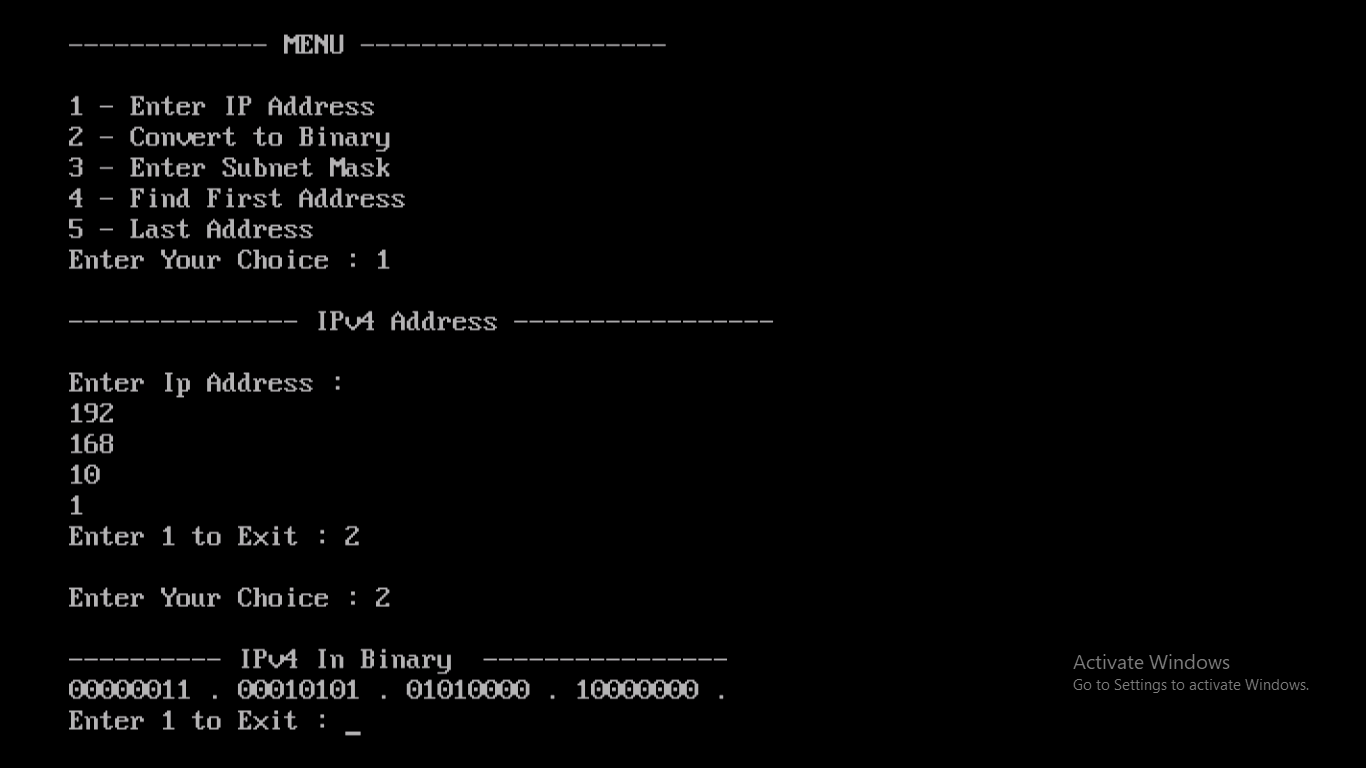 ------------- MENU --------------------
1 - Enter IP Address
2 - Convert to Binary
3 - Enter Subnet Mask
4 - Find First Address
5 - Last Address
Enter Your Choice : 1
--------------- IPv4 Address -----------------
Enter Ip Address :
192
168
10
1
Enter 1 to Exit : 2
Enter Your Choice : 2
---------- IPv4 In Binary  ----------------
00000011 . 00010101 . 01010000 . 10000000 .
Enter 1 to Exit : _
Activate Windows
Go to Settings to activate Windows.